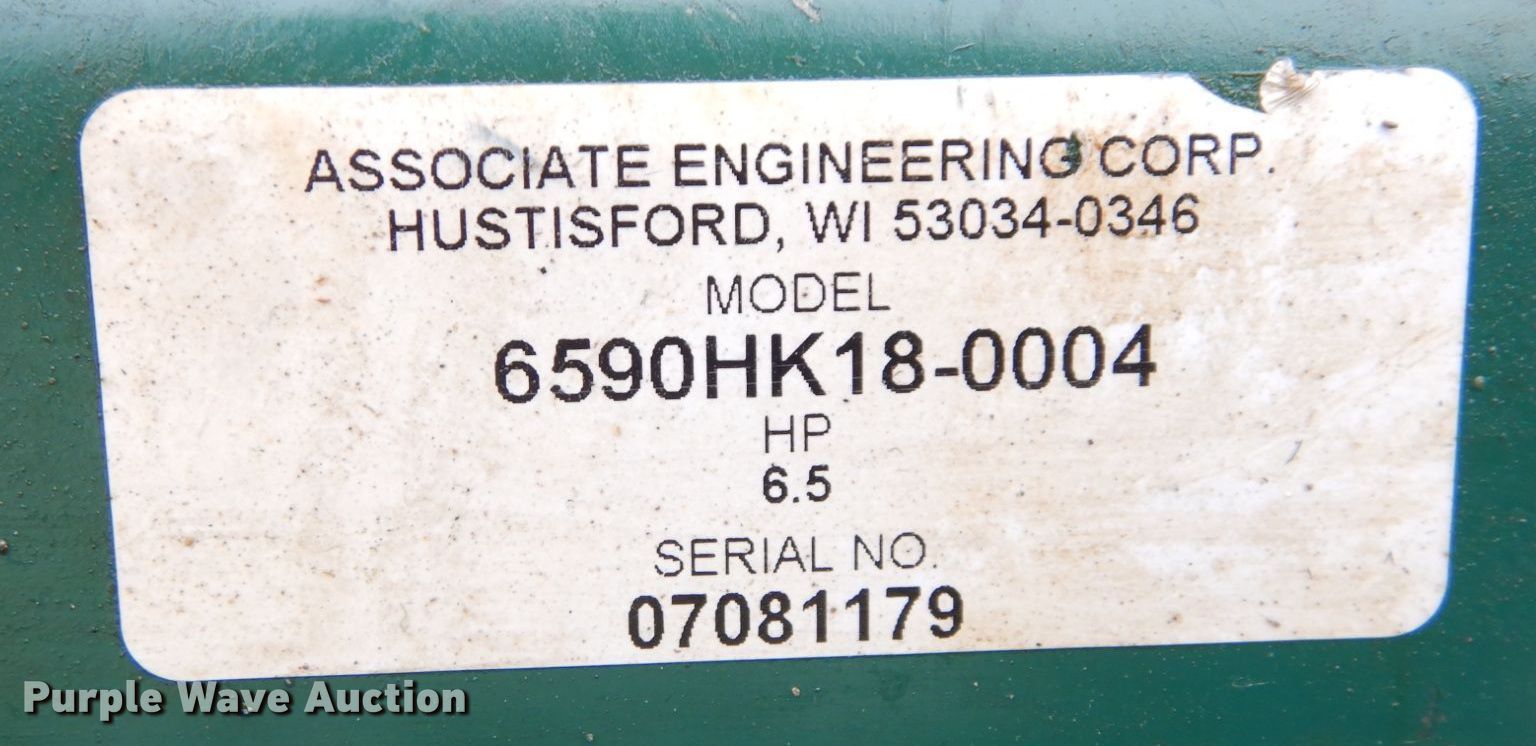 ASSOCIATE ENGINEERING CORP.
HUSTISFORD, WI 53034-0346
MODEL
6590HK18-0004
HP
6.5
SERIAL NO.
07081179
Purple Wave Auction